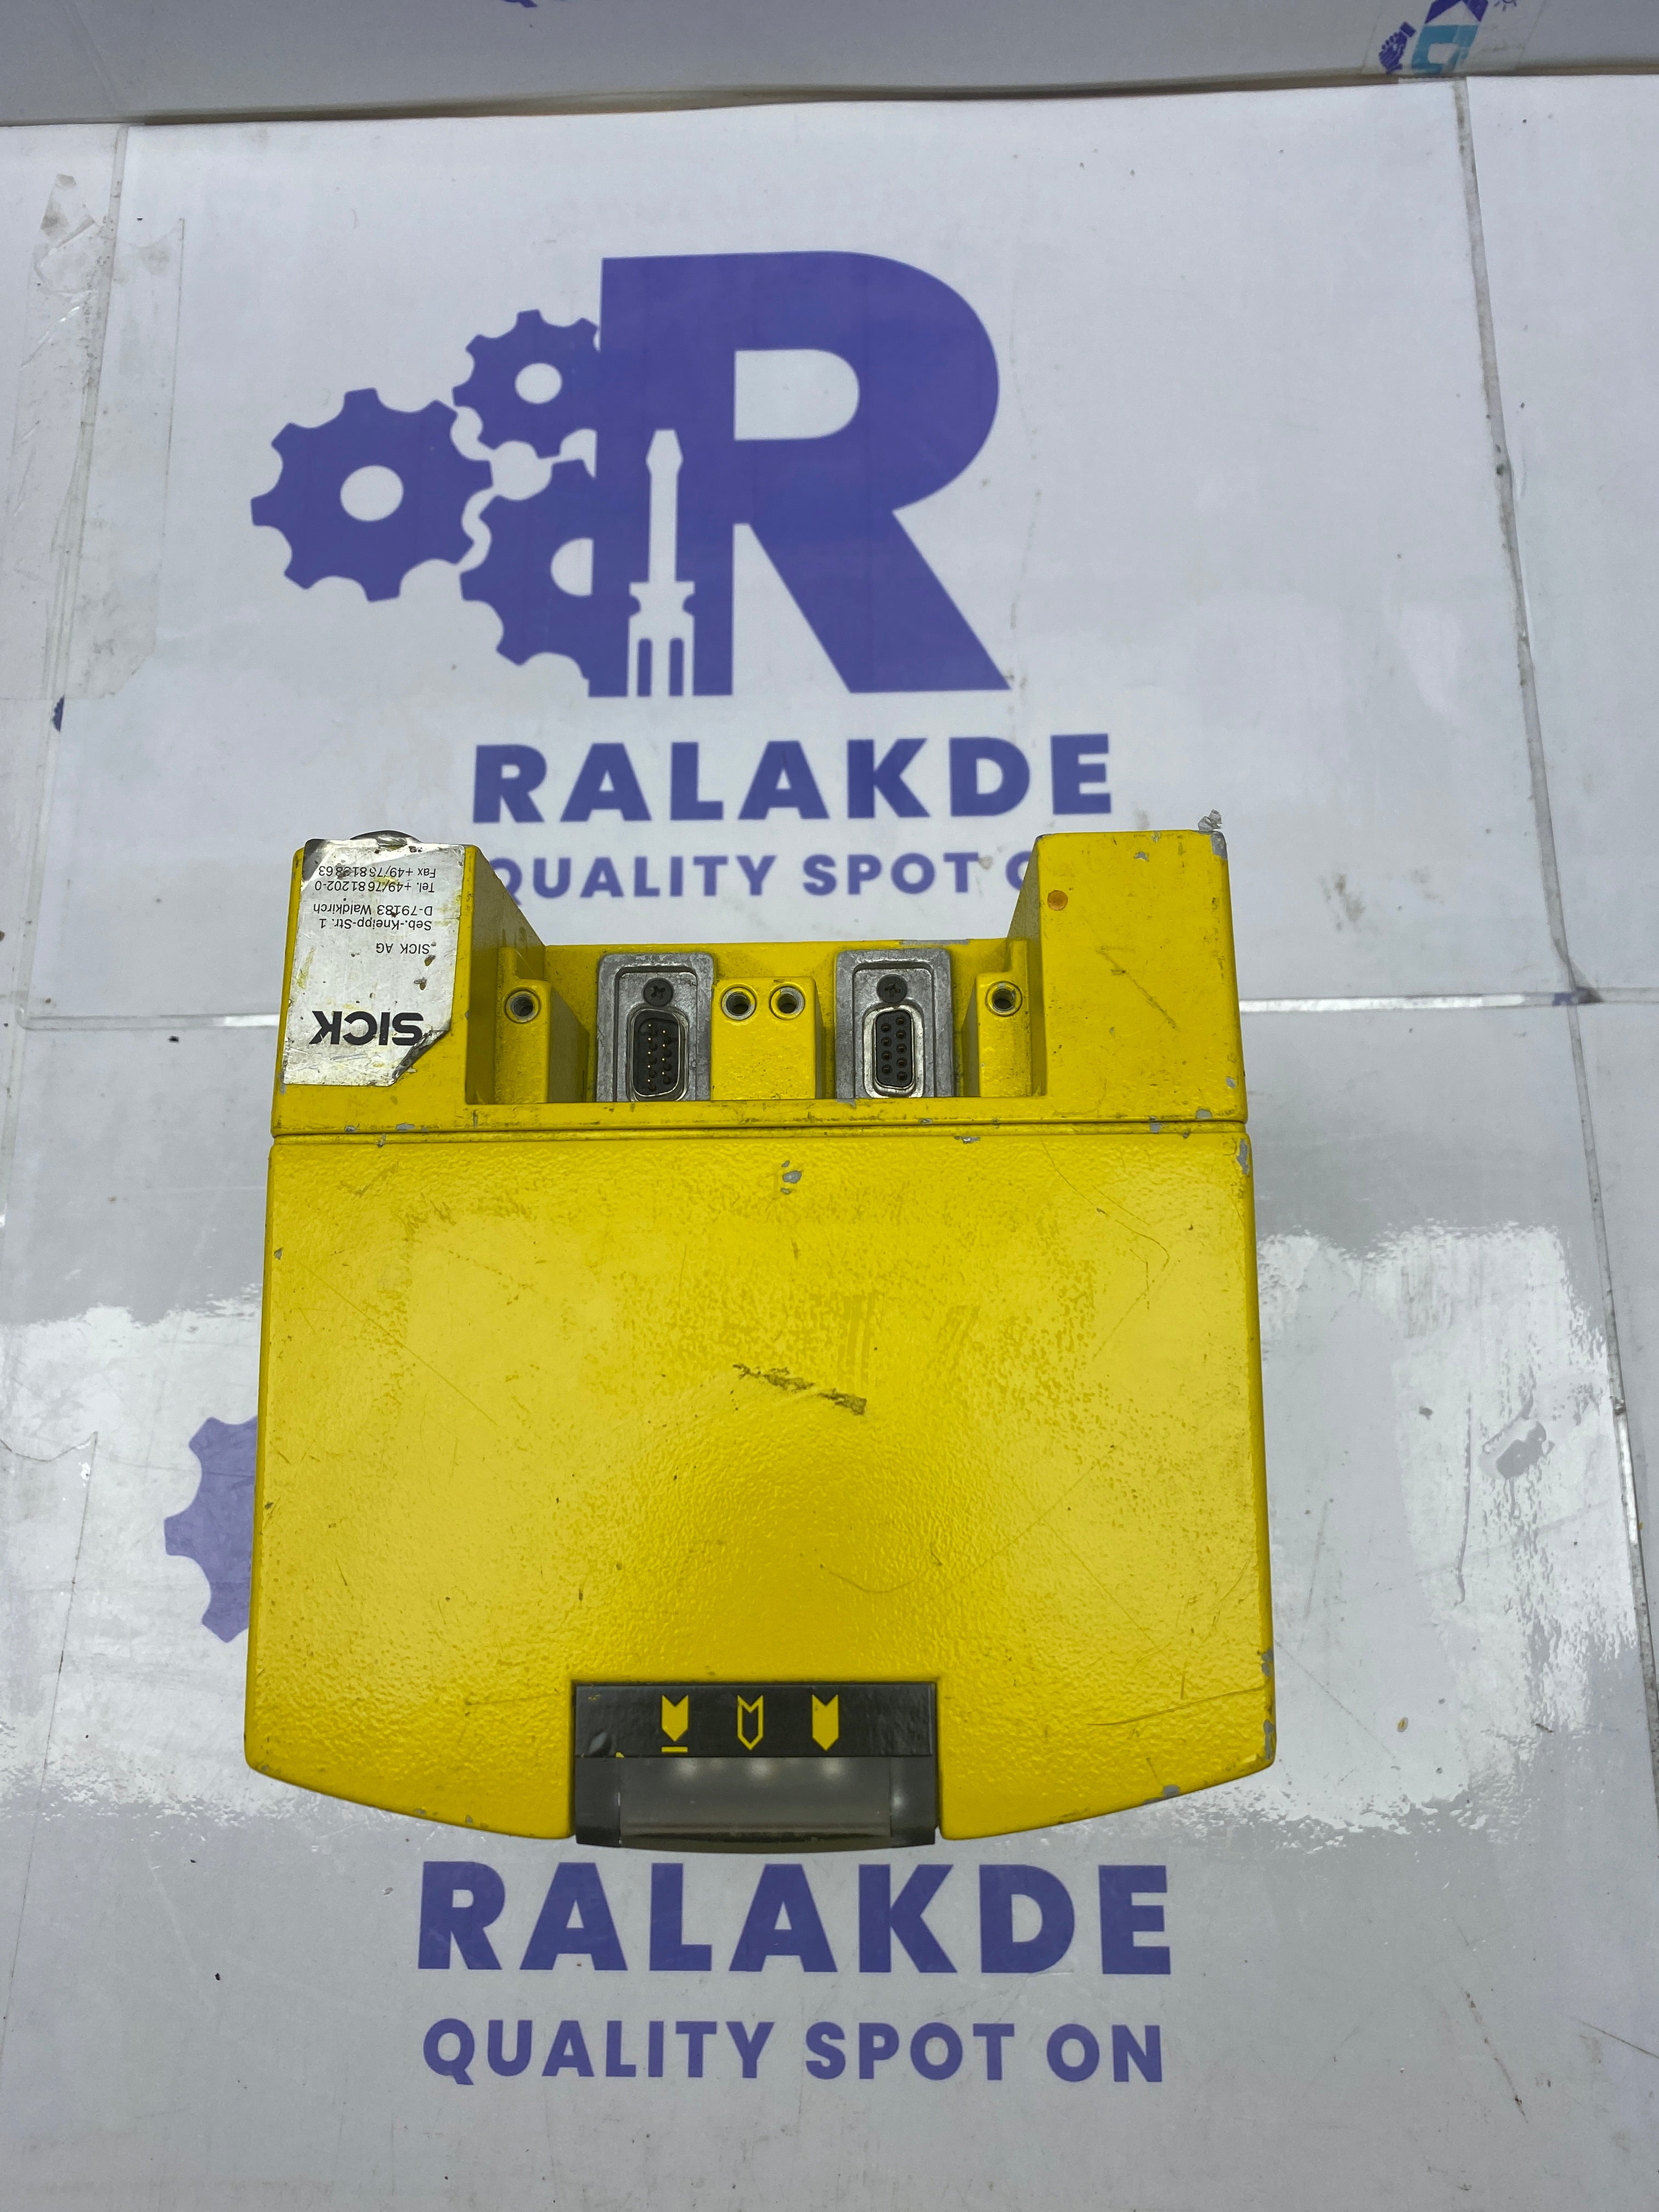 RALAKDE
QUALITY SPOT O
SICK
SICK AG
Seb.-Kneipp-Str. 1
D-79183 Waldkirch
Tel. +49/7681202-0
Fax +49/76813863
RALAKDE
QUALITY SPOT ON